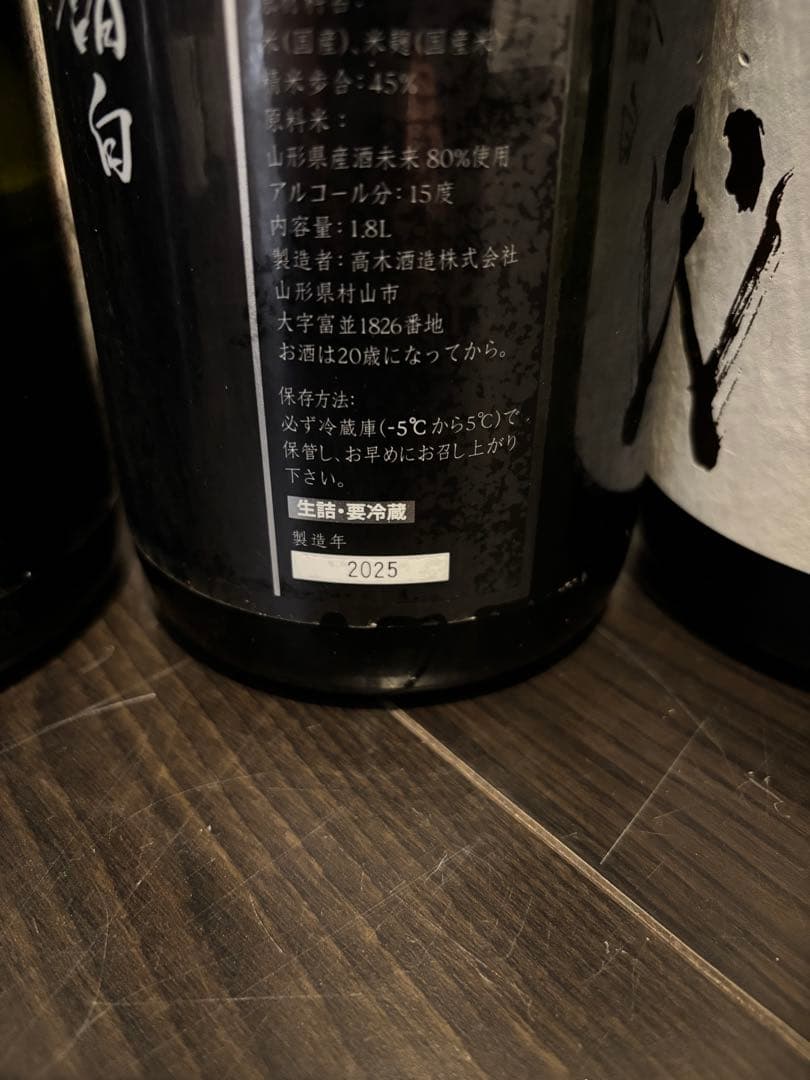 白
米(国産)、米麹(国産米)
精米歩合：45%
原料米：
山形県産酒未来 80%使用
アルコール分：15度
内容量：1.8L
製造者：高木酒造株式会社
山形県村山市
大字富並1826番地
お酒は20歳になってから。
保存方法:
必ず冷蔵庫(-5℃から5℃)で
保管し、お早めにお召し上がり
下さい。
生詰・要冷蔵
製造年
2025